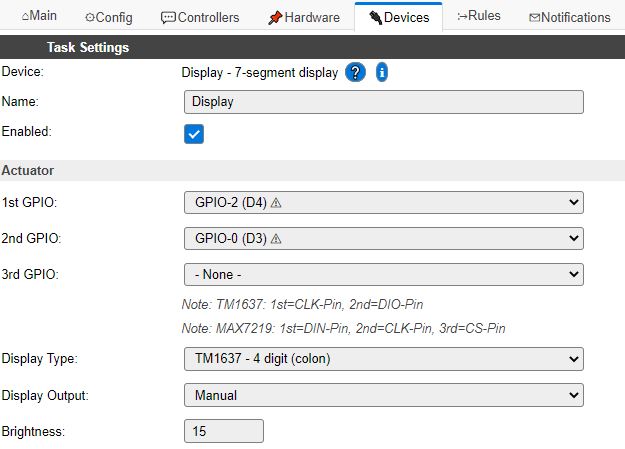 ⌂Main
⚙Config
💬Controllers
📌Hardware
🔌Devices
↦Rules
✉Notifications
Task Settings
Device: Display - 7-segment display ? i
Name: Display
Enabled:
Actuator
1st GPIO: GPIO-2 (D4) ⚠
2nd GPIO: GPIO-0 (D3) ⚠
3rd GPIO: - None -
Note: TM1637: 1st=CLK-Pin, 2nd=DIO-Pin
Note: MAX7219: 1st=DIN-Pin, 2nd=CLK-Pin, 3rd=CS-Pin
Display Type: TM1637 - 4 digit (colon)
Display Output: Manual
Brightness: 15